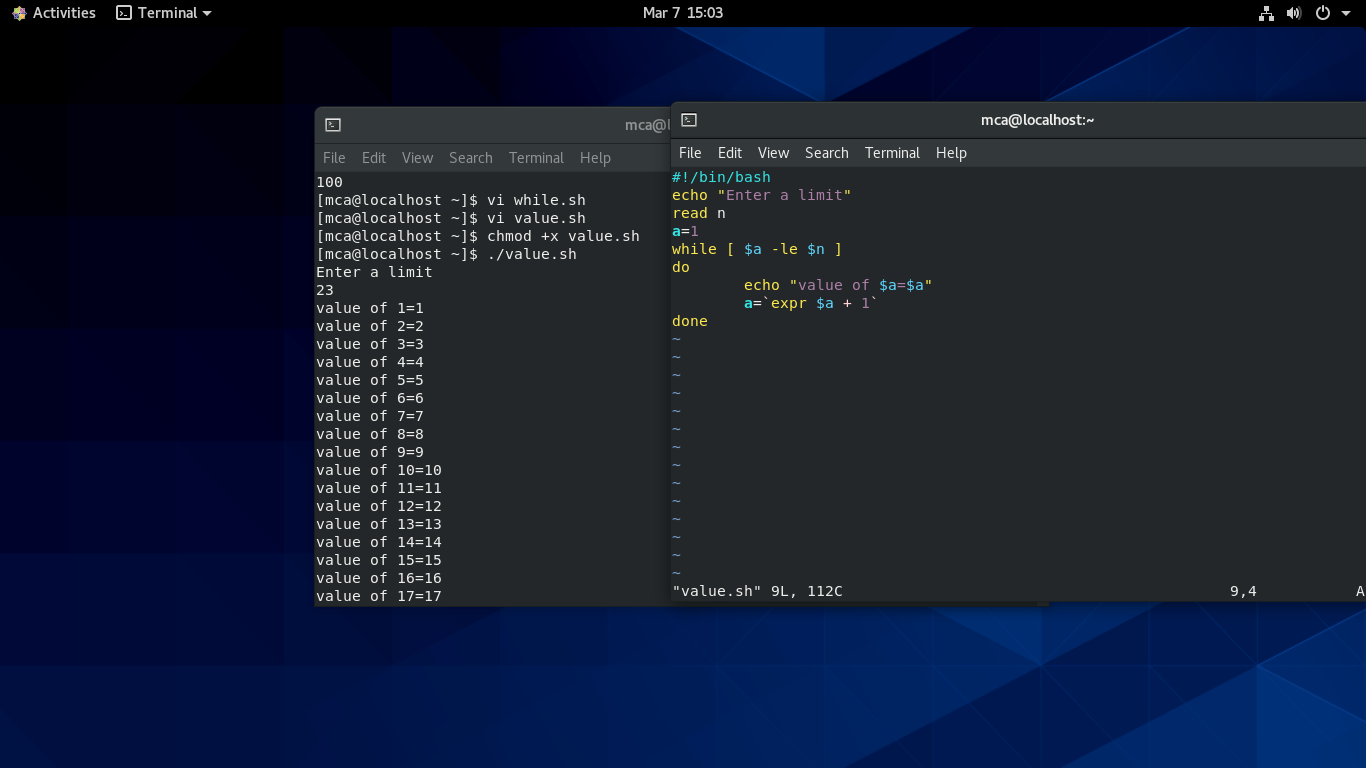 Activities Terminal Mar 7 15:03
mca@l
File Edit View Search Terminal Help
100
[mca@localhost ~]$ vi while.sh
[mca@localhost ~]$ vi value.sh
[mca@localhost ~]$ chmod +x value.sh
[mca@localhost ~]$ ./value.sh
Enter a limit
23
value of 1=1
value of 2=2
value of 3=3
value of 4=4
value of 5=5
value of 6=6
value of 7=7
value of 8=8
value of 9=9
value of 10=10
value of 11=11
value of 12=12
value of 13=13
value of 14=14
value of 15=15
value of 16=16
value of 17=17
mca@localhost:~
File Edit View Search Terminal Help
#!/bin/bash
echo "Enter a limit"
read n
a=1
while [ $a -le $n ]
do
        echo "value of $a=$a"
        a=`expr $a + 1`
done
~
~
~
~
~
~
~
~
~
~
~
~
~
~
"value.sh" 9L, 112C 9,4 A